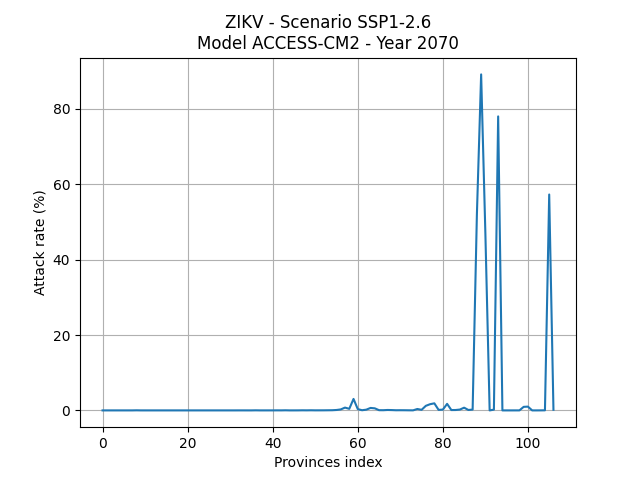 ZIKV - Scenario SSP1-2.6
Model ACCESS-CM2 - Year 2070
Attack rate (%)
80
60
40
20
0
0 20 40 60 80 100
Provinces index